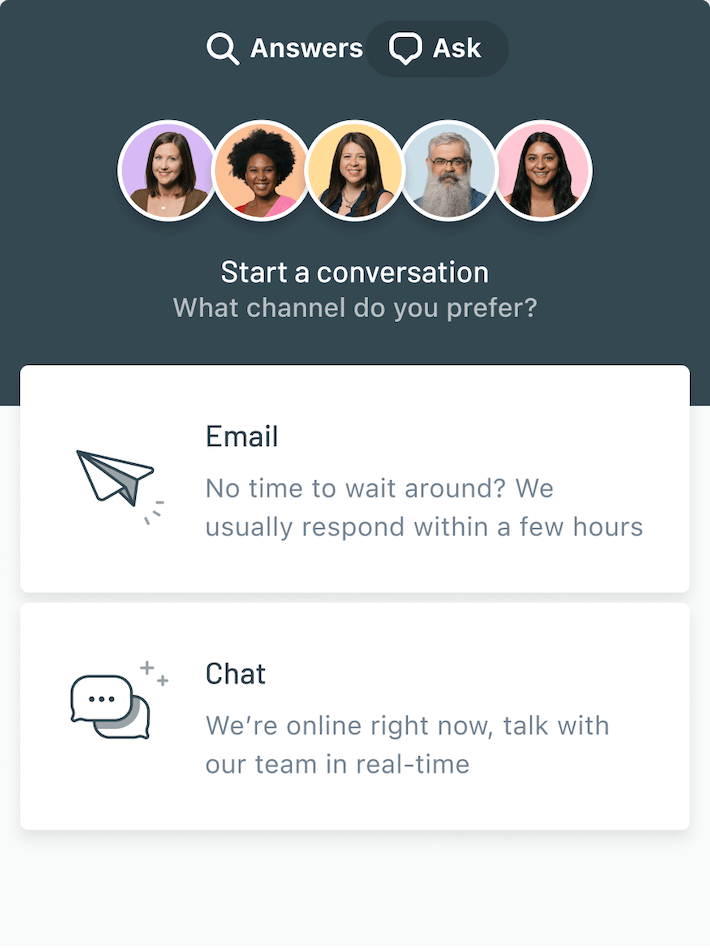 Answers Ask
Start a conversation
What channel do you prefer?
Email
No time to wait around? We
usually respond within a few hours
Chat
We’re online right now, talk with
our team in real-time